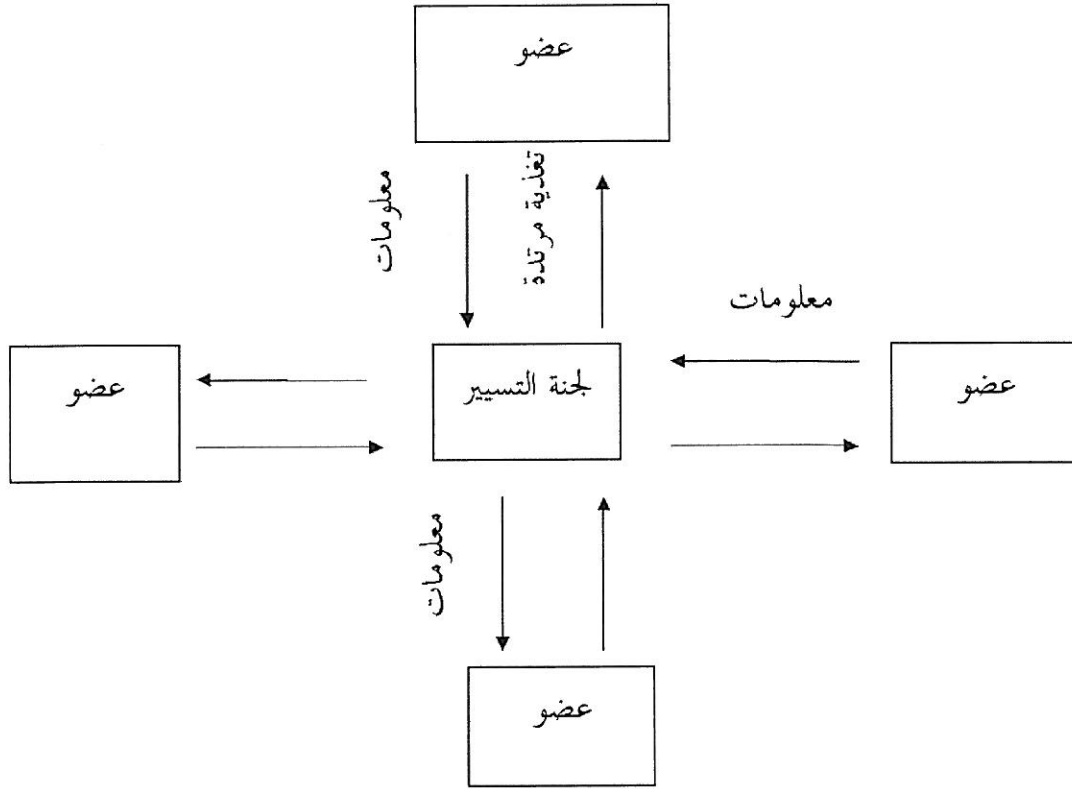 عضو
معلومات
تغذية مرتدة
معلومات
عضو
لجنة التسيير
عضو
معلومات
عضو